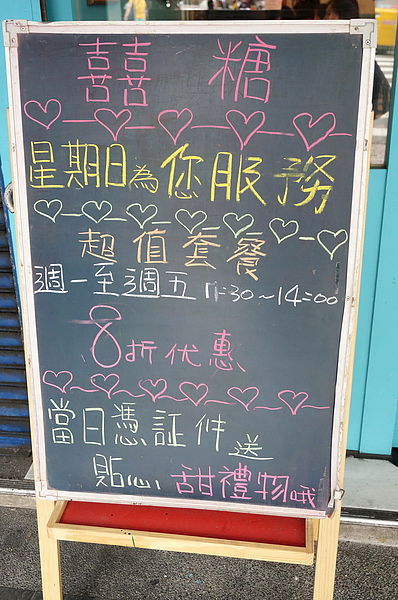 囍糖
星期日為您服務
超值套餐
週一至週五 11:30~14:00
8折代惠
當日憑証件送
貼心 甜禮物哦